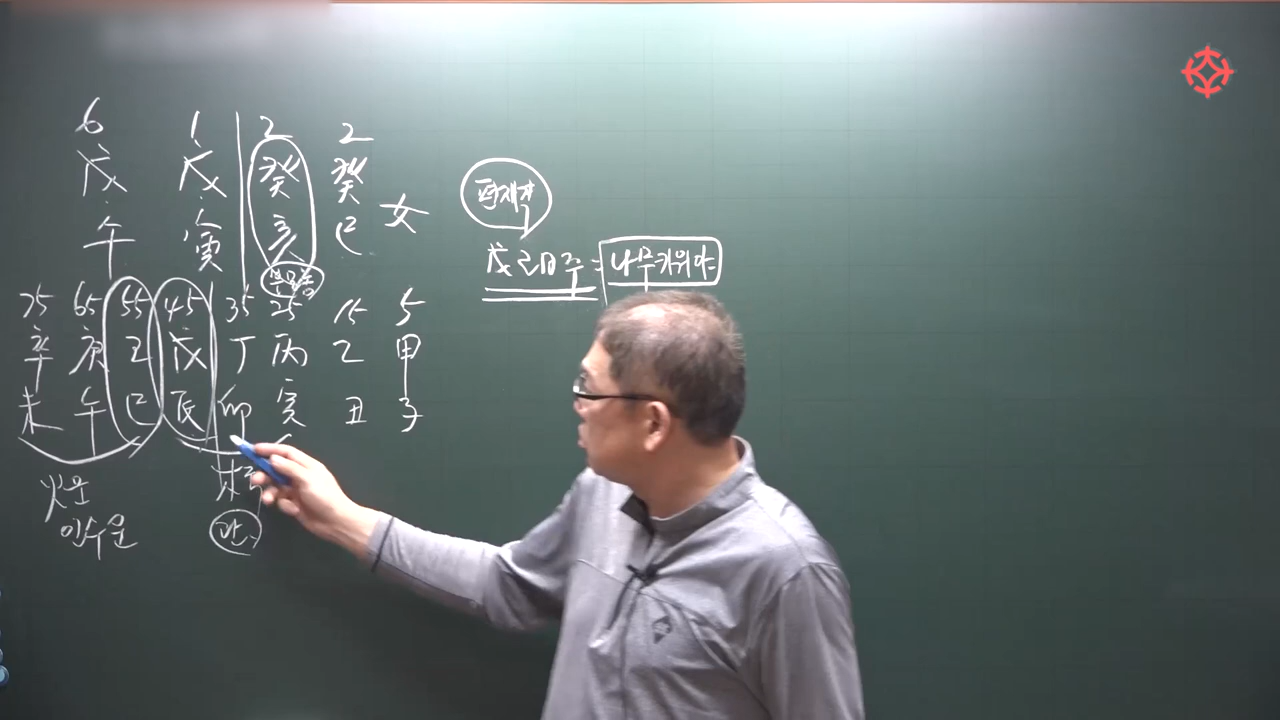 6 1 2 2
戊 戊 癸 癸
午 寅 亥 巳 女
편재격
戊己日主 = 나무키워야
75 65 55 45 35 25 15 5
辛 庚 己 戊 丁 丙 乙 甲
未 午 巳 辰 卯 寅 丑 子
火운
인수운